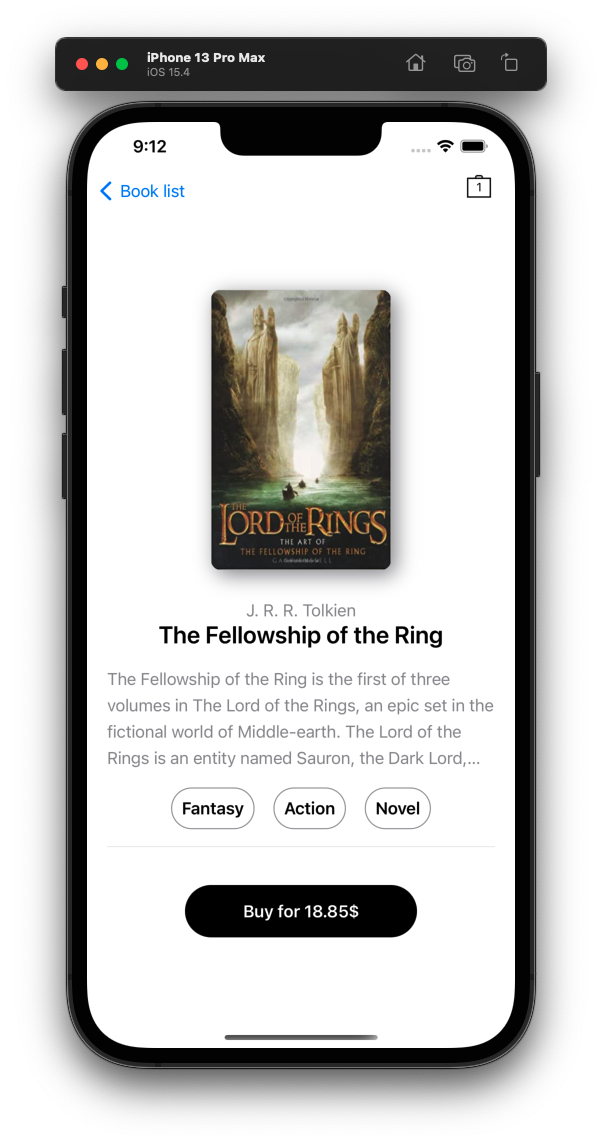 iPhone 13 Pro Max
iOS 15.4
9:12
Book list
1
THE
LORD OF THE RINGS
THE ART OF
THE FELLOWSHIP OF THE RING
J. R. R. Tolkien
The Fellowship of the Ring
The Fellowship of the Ring is the first of three
volumes in The Lord of the Rings, an epic set in the
fictional world of Middle-earth. The Lord of the
Rings is an entity named Sauron, the Dark Lord,...
Fantasy Action Novel
Buy for 18.85$